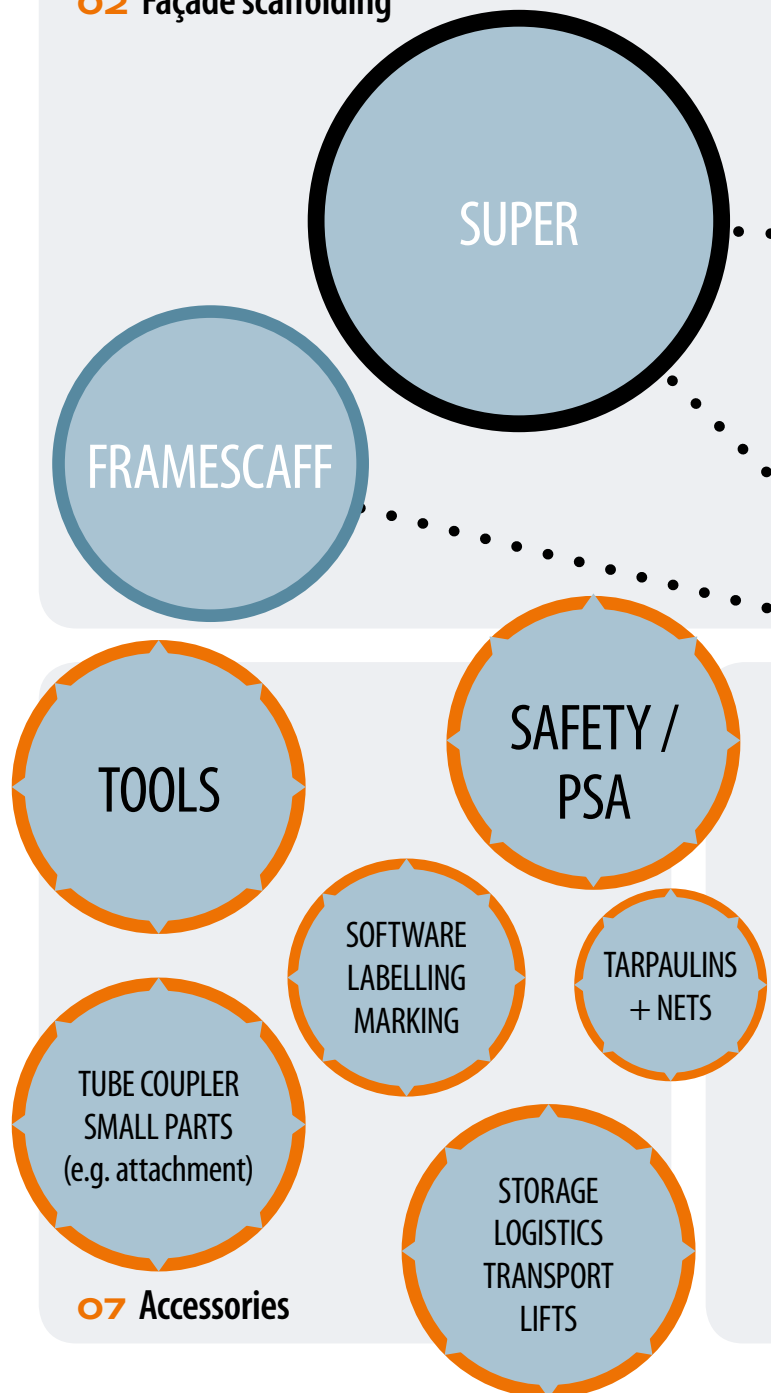 02 Façade scaffolding
SUPER
FRAMESCAFF
TOOLS
SAFETY /
PSA
SOFTWARE
LABELLING
MARKING
TARPAULINS
+ NETS
TUBE COUPLER
SMALL PARTS
(e.g. attachment)
STORAGE
LOGISTICS
TRANSPORT
LIFTS
07 Accessories